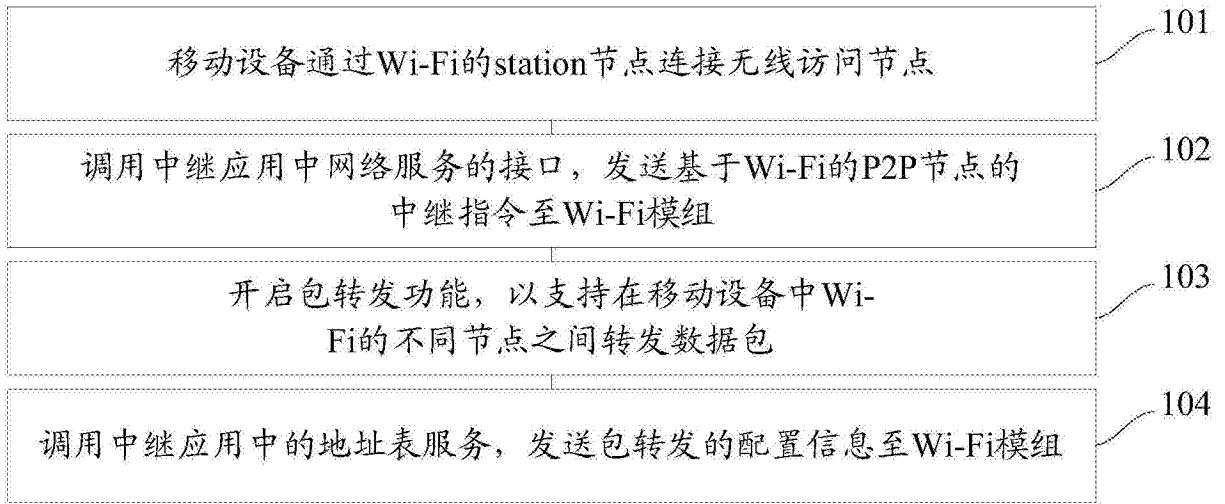 101
移动设备通过Wi-Fi的station节点连接无线访问节点
102
调用中继应用中网络服务的接口，发送基于Wi-Fi的P2P节点的
中继指令至Wi-Fi模组
103
开启包转发功能，以支持在移动设备中Wi-
Fi的不同节点之间转发数据包
104
调用中继应用中的地址表服务，发送包转发的配置信息至Wi-Fi模组